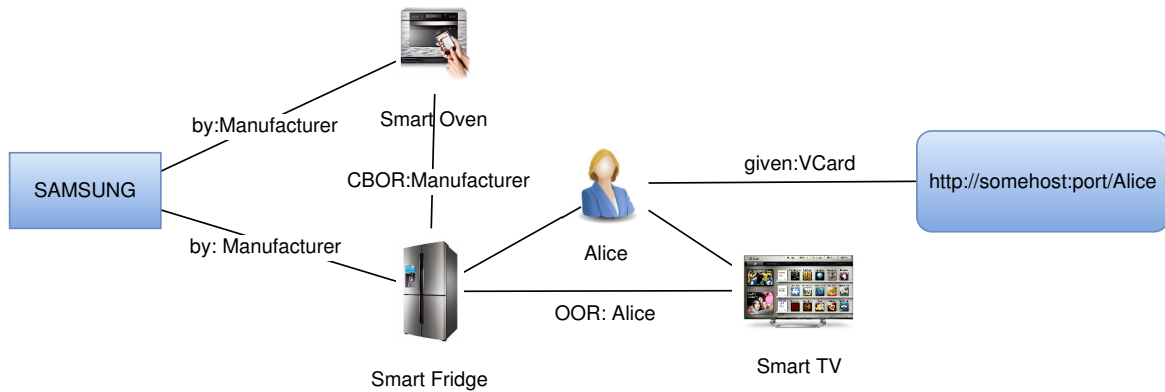 Smart Oven
by:Manufacturer
SAMSUNG
CBOR:Manufacturer
given:VCard
http://somehost:port/Alice
by: Manufacturer
Alice
OOR: Alice
Smart TV
Smart Fridge